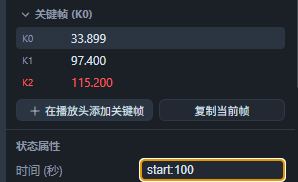 关键帧 (K0)
K0 33.899
K1 97.400
K2 115.200
+ 在播放头添加关键帧 复制当前帧
状态属性
时间 (秒) start:100